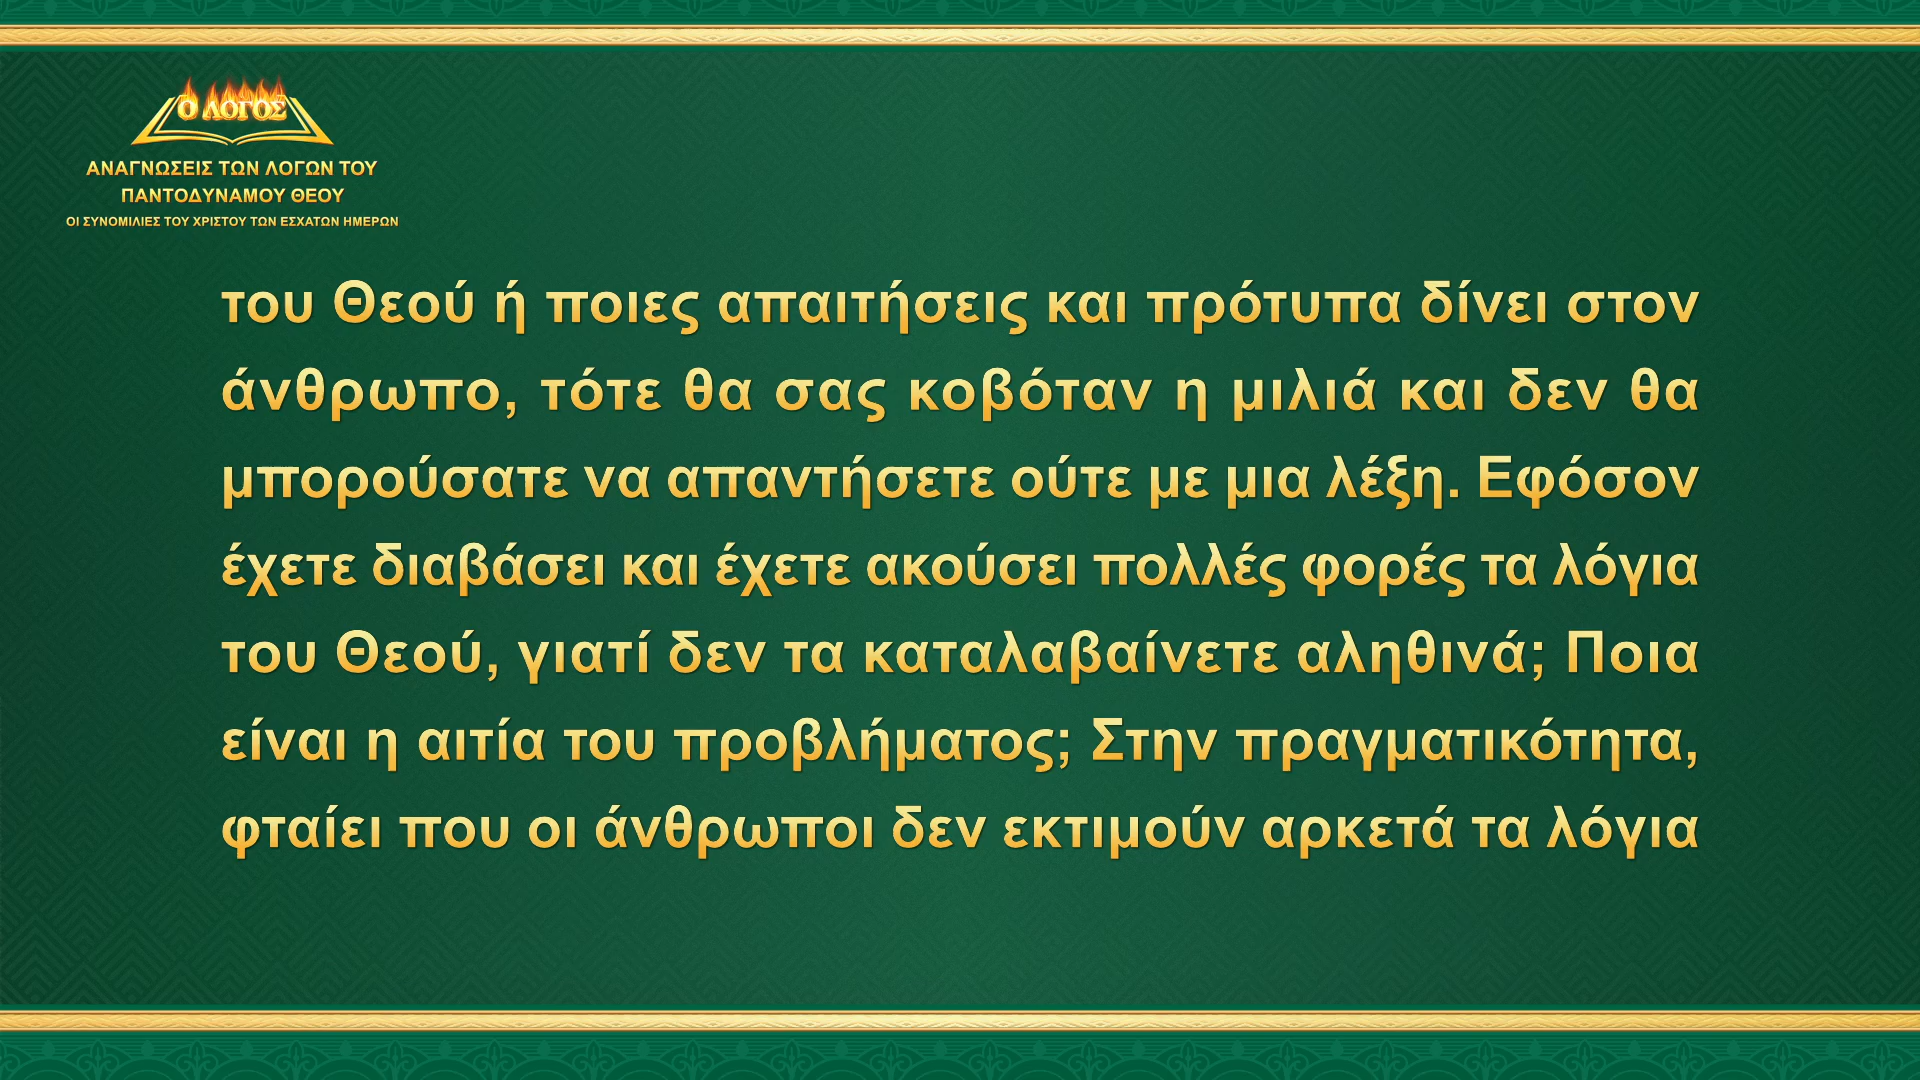 Ο ΛΟΓΟΣ
ΑΝΑΓΝΩΣΕΙΣ ΤΩΝ ΛΟΓΩΝ ΤΟΥ
ΠΑΝΤΟΔΥΝΑΜΟΥ ΘΕΟΥ
ΟΙ ΣΥΝΟΜΙΛΙΕΣ ΤΟΥ ΧΡΙΣΤΟΥ ΤΩΝ ΕΣΧΑΤΩΝ ΗΜΕΡΩΝ
του Θεού ή ποιες απαιτήσεις και πρότυπα δίνει στον
άνθρωπο, τότε θα σας κοβόταν η μιλιά και δεν θα
μπορούσατε να απαντήσετε ούτε με μια λέξη. Εφόσον
έχετε διαβάσει και έχετε ακούσει πολλές φορές τα λόγια
του Θεού, γιατί δεν τα καταλαβαίνετε αληθινά; Ποια
είναι η αιτία του προβλήματος; Στην πραγματικότητα,
φταίει που οι άνθρωποι δεν εκτιμούν αρκετά τα λόγια